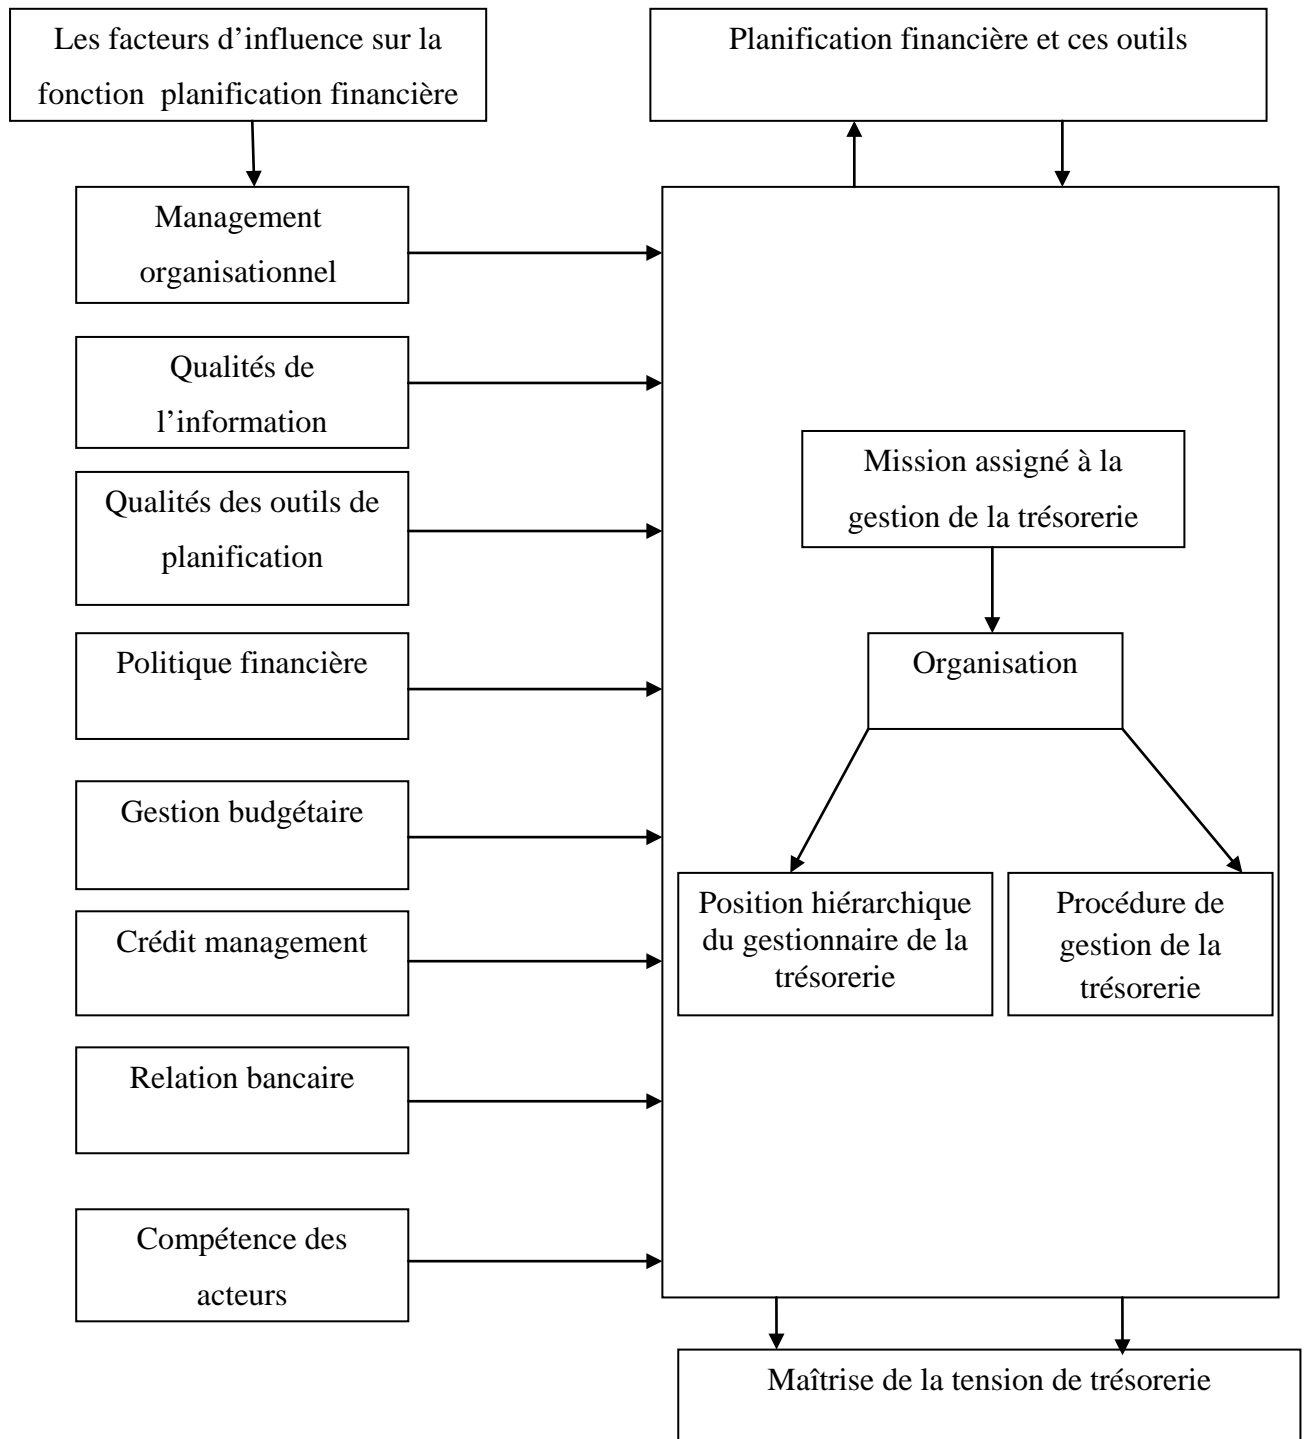 Les facteurs d’influence sur la
fonction planification financière
Planification financière et ces outils
Management
organisationnel
Qualités de
l’information
Qualités des outils de
planification
Politique financière
Gestion budgétaire
Crédit management
Relation bancaire
Compétence des
acteurs
Mission assigné à la
gestion de la trésorerie
Organisation
Position hiérarchique
du gestionnaire de la
trésorerie
Procédure de
gestion de la
trésorerie
Maîtrise de la tension de trésorerie